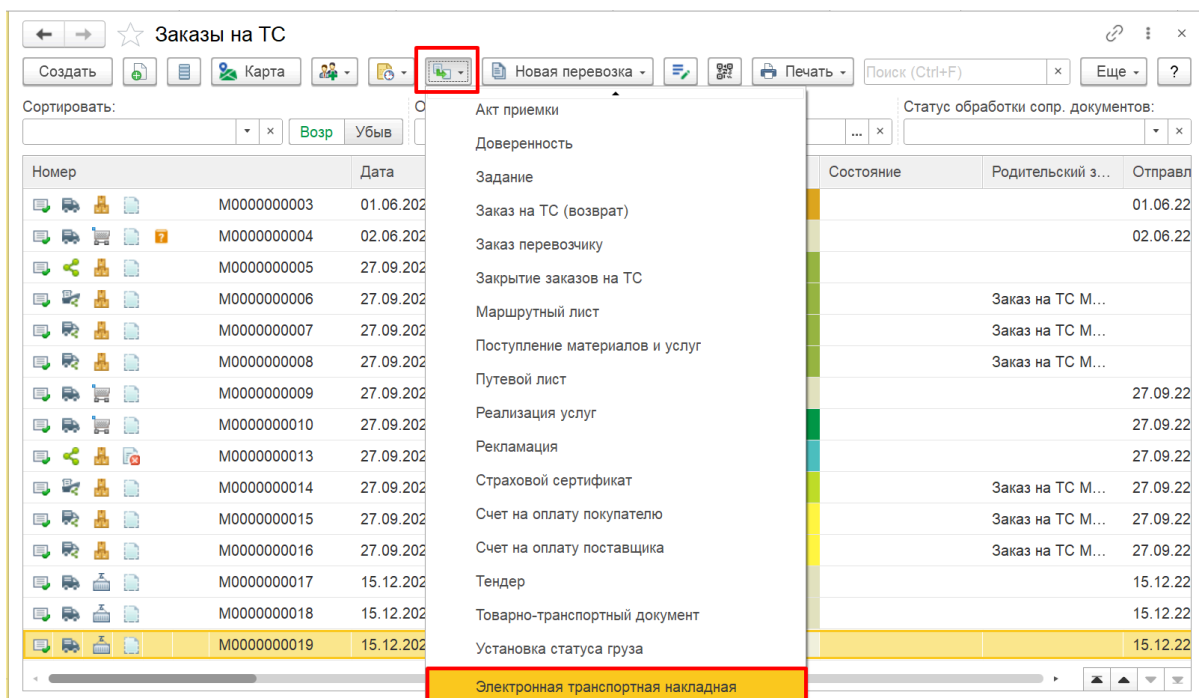 Заказы на ТС
Создать Карта Новая перевозка Печать Поиск (Ctrl+F) × Еще ?
Сортировать: О Статус обработки сопр. документов:
Возр Убыв
Номер Дата Состояние Родительский з... Отправл
М0000000003 01.06.202 01.06.22
М0000000004 02.06.202 02.06.22
М0000000005 27.09.202
М0000000006 27.09.202 Заказ на ТС М...
М0000000007 27.09.202 Заказ на ТС М...
М0000000008 27.09.202 Заказ на ТС М...
М0000000009 27.09.202 27.09.22
М0000000010 27.09.202 27.09.22
М0000000013 27.09.202 27.09.22
М0000000014 27.09.202 Заказ на ТС М... 27.09.22
М0000000015 27.09.202 Заказ на ТС М... 27.09.22
М0000000016 27.09.202 Заказ на ТС М... 27.09.22
М0000000017 15.12.202 15.12.22
М0000000018 15.12.202 15.12.22
М0000000019 15.12.202 15.12.22
Акт приемки
Доверенность
Задание
Заказ на ТС (возврат)
Заказ перевозчику
Закрытие заказов на ТС
Маршрутный лист
Поступление материалов и услуг
Путевой лист
Реализация услуг
Рекламация
Страховой сертификат
Счет на оплату покупателю
Счет на оплату поставщика
Тендер
Товарно-транспортный документ
Установка статуса груза
Электронная транспортная накладная